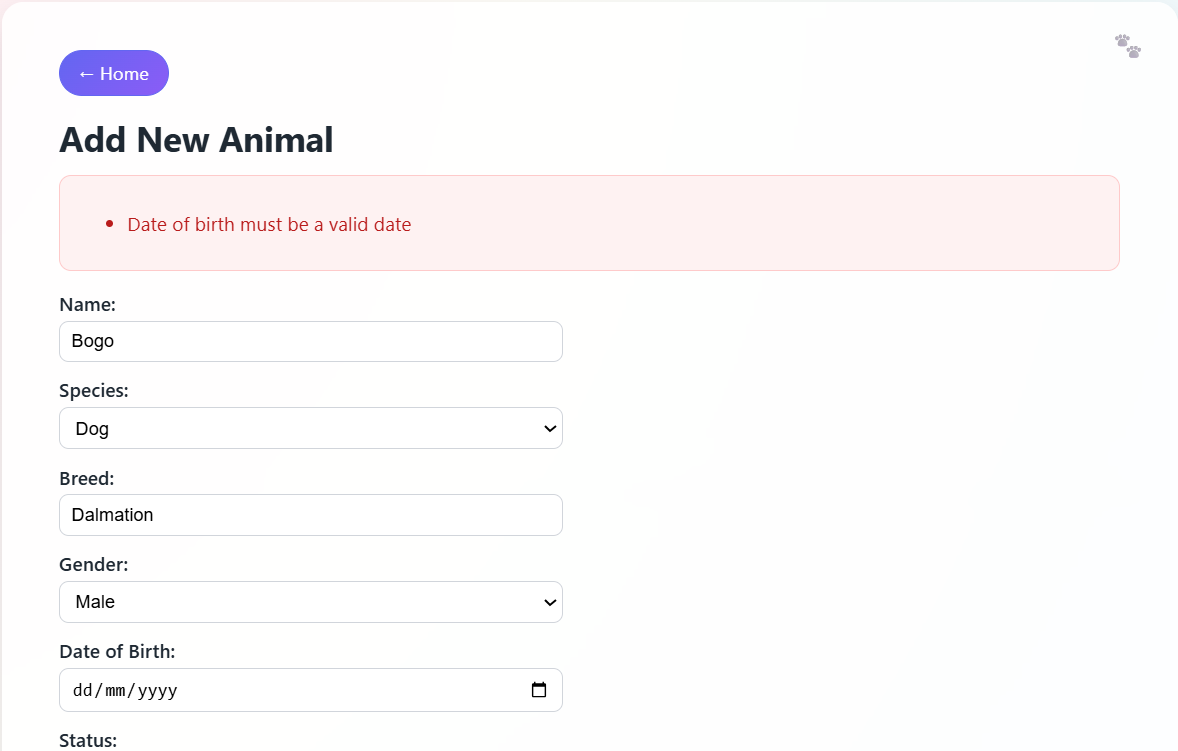 ← Home
Add New Animal
• Date of birth must be a valid date
Name:
Bogo
Species:
Dog
Breed:
Dalmation
Gender:
Male
Date of Birth:
dd/mm/yyyy
Status: